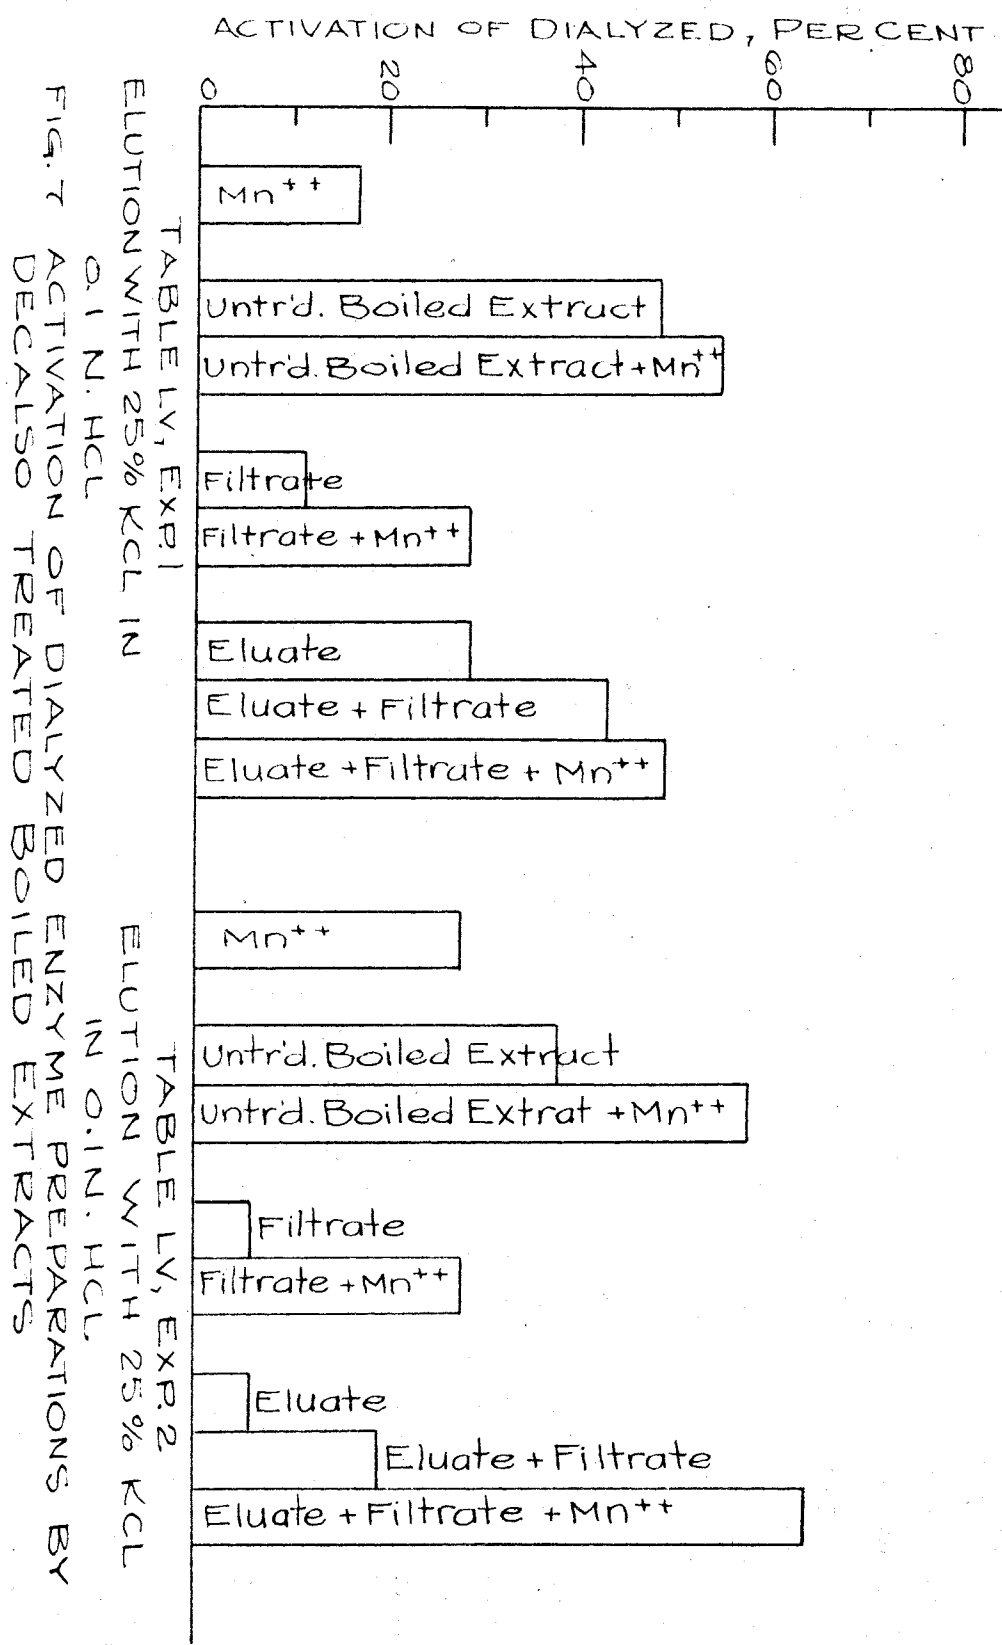 ACTIVATION OF DIALYZED, PER CENT
0 20 40 60 80
Mn++
Untr'd. Boiled Extruct
Untr'd. Boiled Extract+Mn++
Filtrate
Filtrate + Mn++
Eluate
Eluate + Filtrate
Eluate +Filtrate + Mn++
Mn++
Untr'd. Boiled Extract
Untr'd. Boiled Extrat +Mn++
Filtrate
Filtrate +Mn++
Eluate
Eluate + Filtrate
Eluate +Filtrate +Mn++
TABLE LV, EXP. 1
ELUTION WITH 25% KCL IN
0.1 N. HCL
TABLE LV, EXP. 2
ELUTION WITH 25% KCL
IN 0.1N. HCL.
FIG. 7 ACTIVATION OF DIALYZED ENZYME PREPARATIONS BY
DECALSO TREATED BOILED EXTRACTS